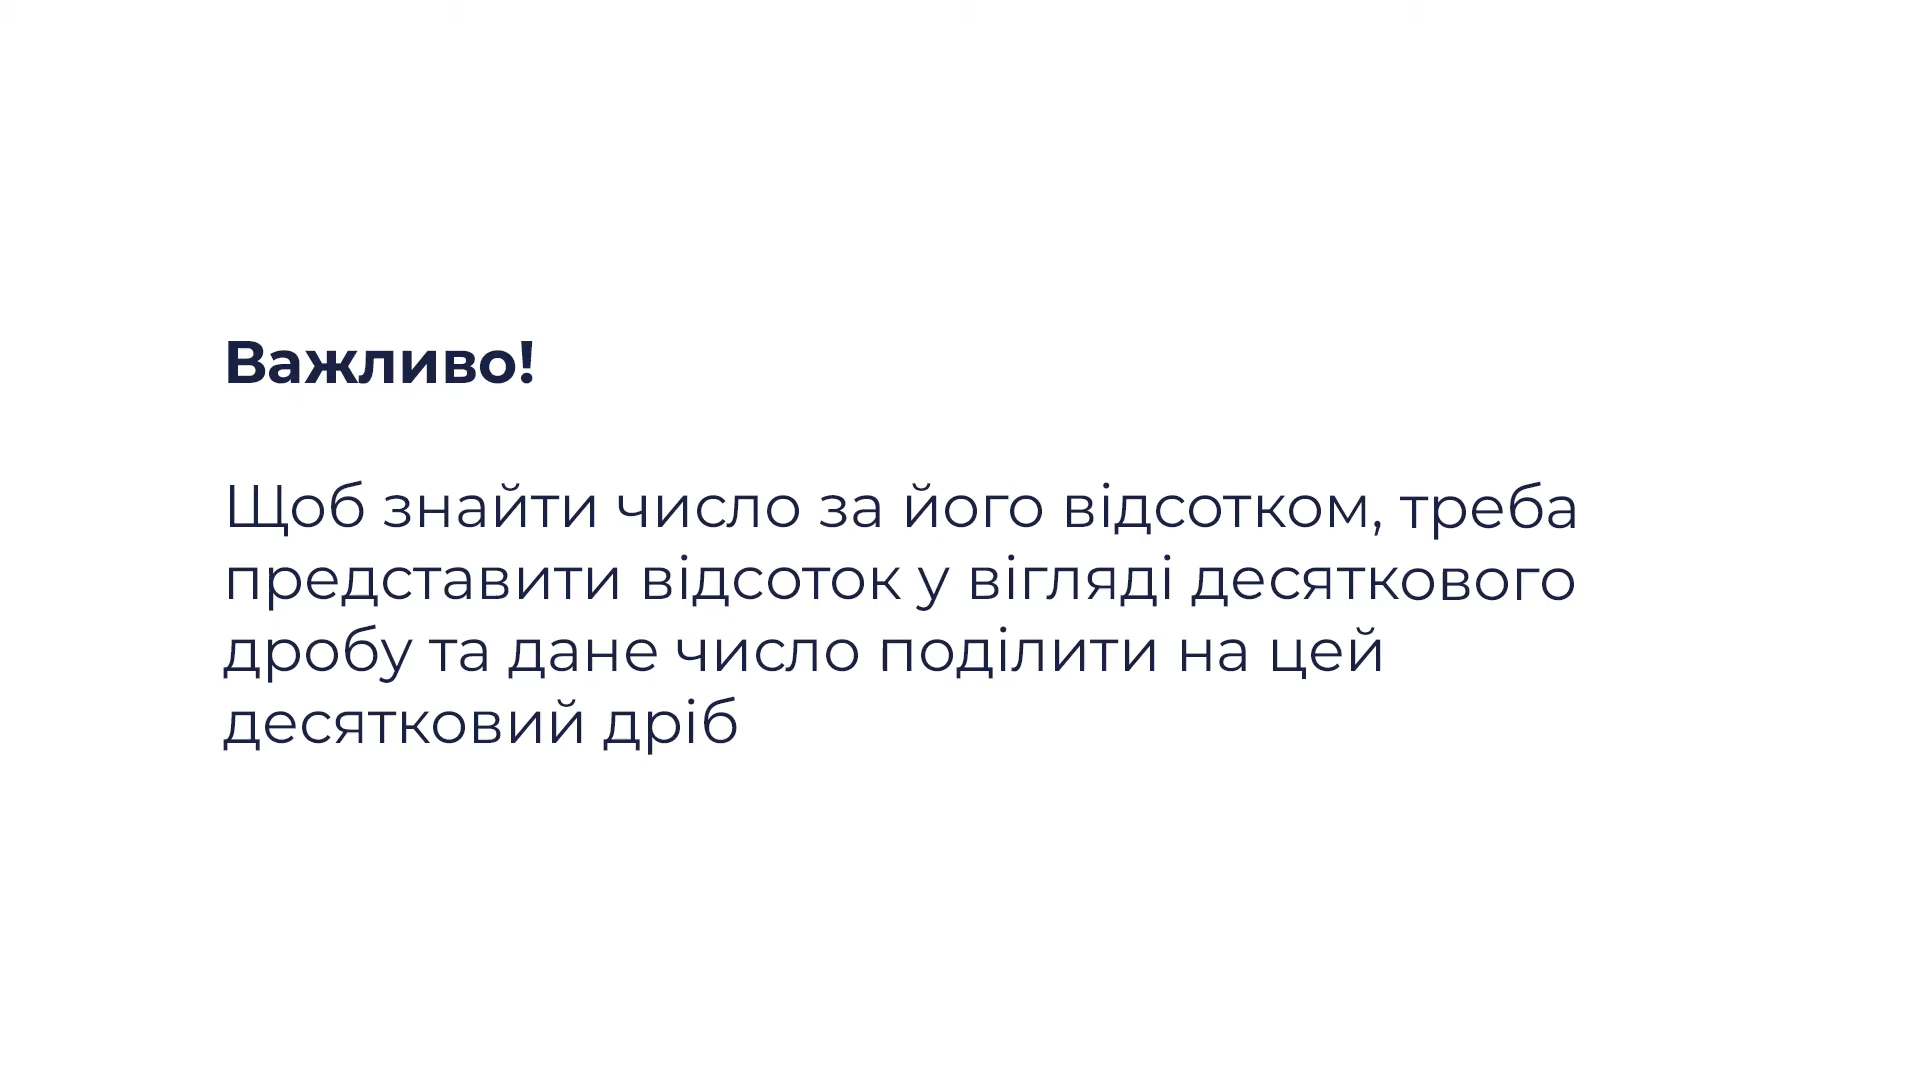 Важливо!
Щоб знайти число за його відсотком, треба
представити відсоток у вігляді десяткового
дробу та дане число поділити на цей
десятковий дріб